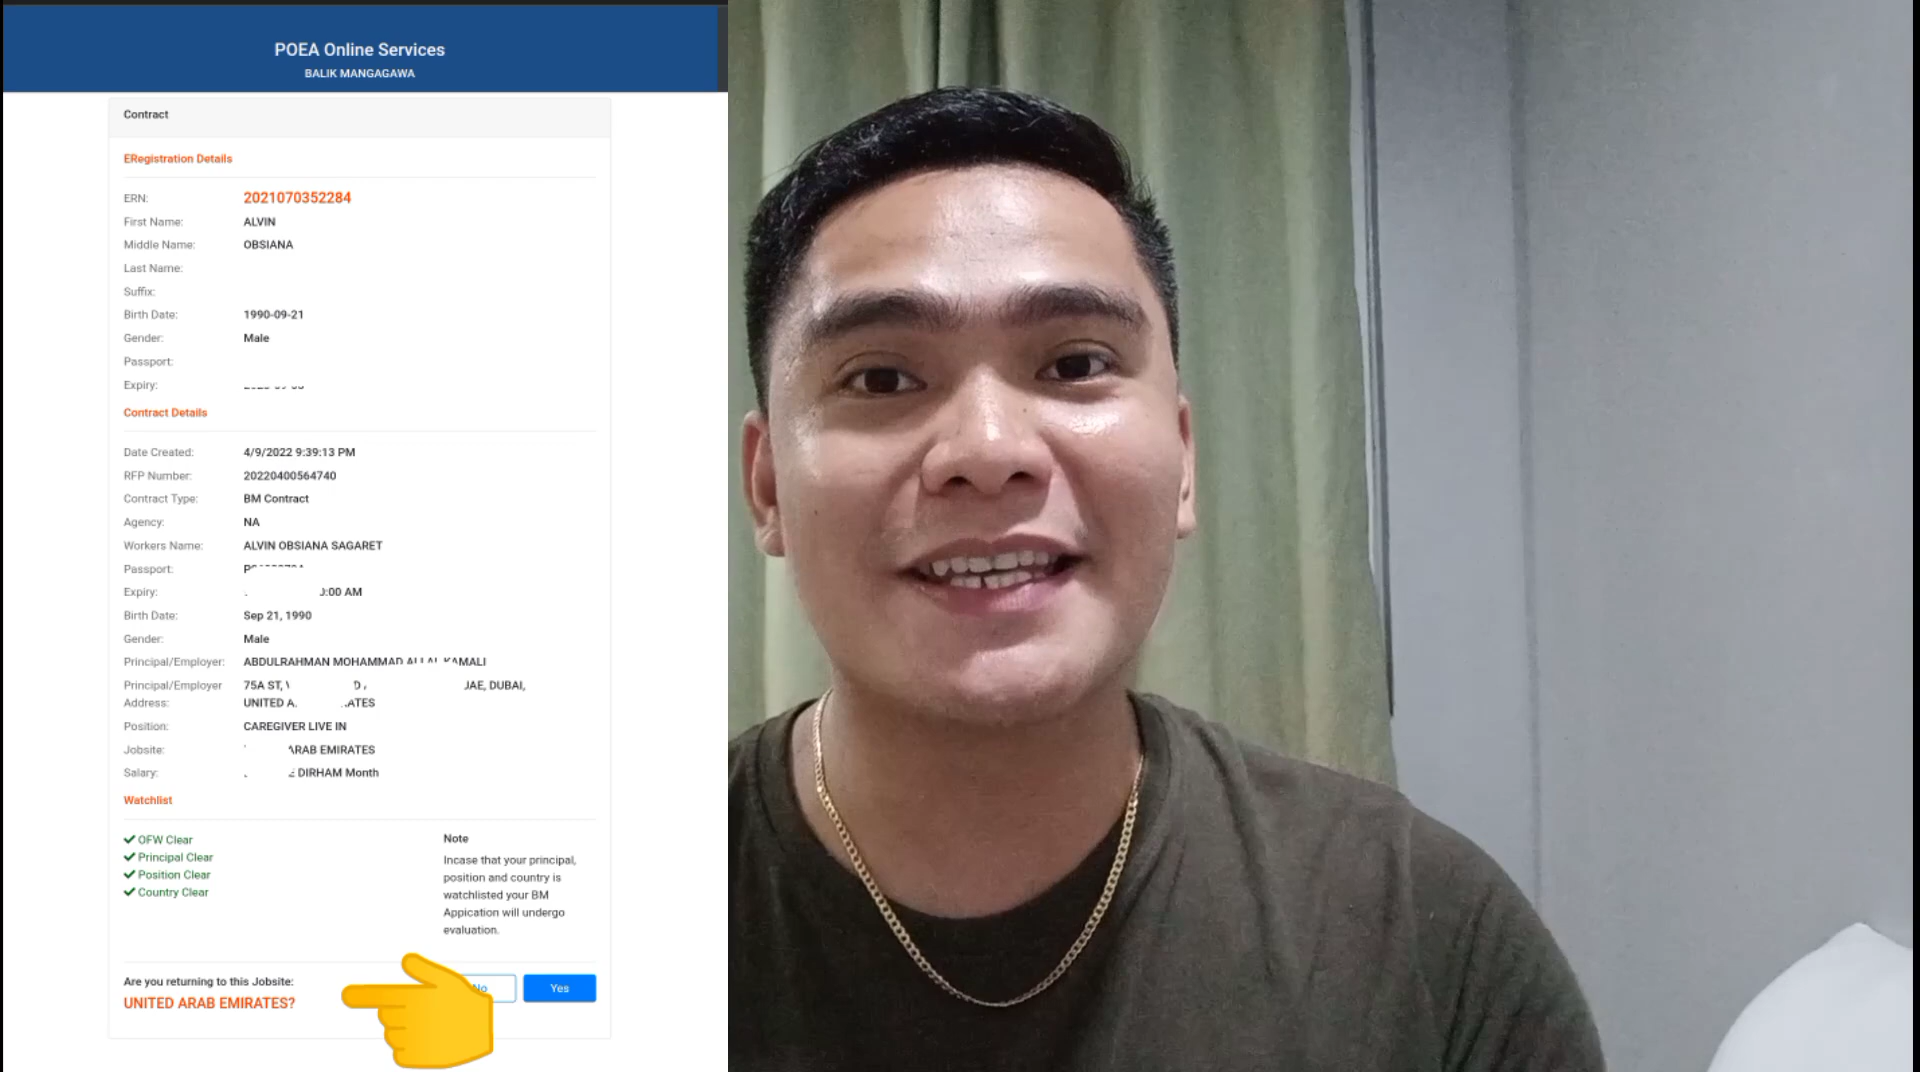 POEA Online Services
BALIK MANGAGAWA
Contract
ERegistration Details
ERN: 2021070352284
First Name: ALVIN
Middle Name: OBSIANA
Last Name:
Suffix:
Birth Date: 1990-09-21
Gender: Male
Passport:
Expiry:
Contract Details
Date Created: 4/9/2022 9:39:13 PM
RFP Number: 20220400564740
Contract Type: BM Contract
Agency: NA
Workers Name: ALVIN OBSIANA SAGARET
Passport:
Expiry: :00 AM
Birth Date: Sep 21, 1990
Gender: Male
Principal/Employer: ABDULRAHMAN MOHAMMAD KAMALI
Principal/Employer 75A ST, DUBAI,
Address: UNITED
Position: CAREGIVER LIVE IN
Jobsite: ARAB EMIRATES
Salary: DIRHAM Month
Watchlist
OFW Clear
Principal Clear
Position Clear
Country Clear
Note
Incase that your principal,
position and country is
watchlisted your BM
Appication will undergo
evaluation.
Are you returning to this Jobsite:
UNITED ARAB EMIRATES?
No
Yes